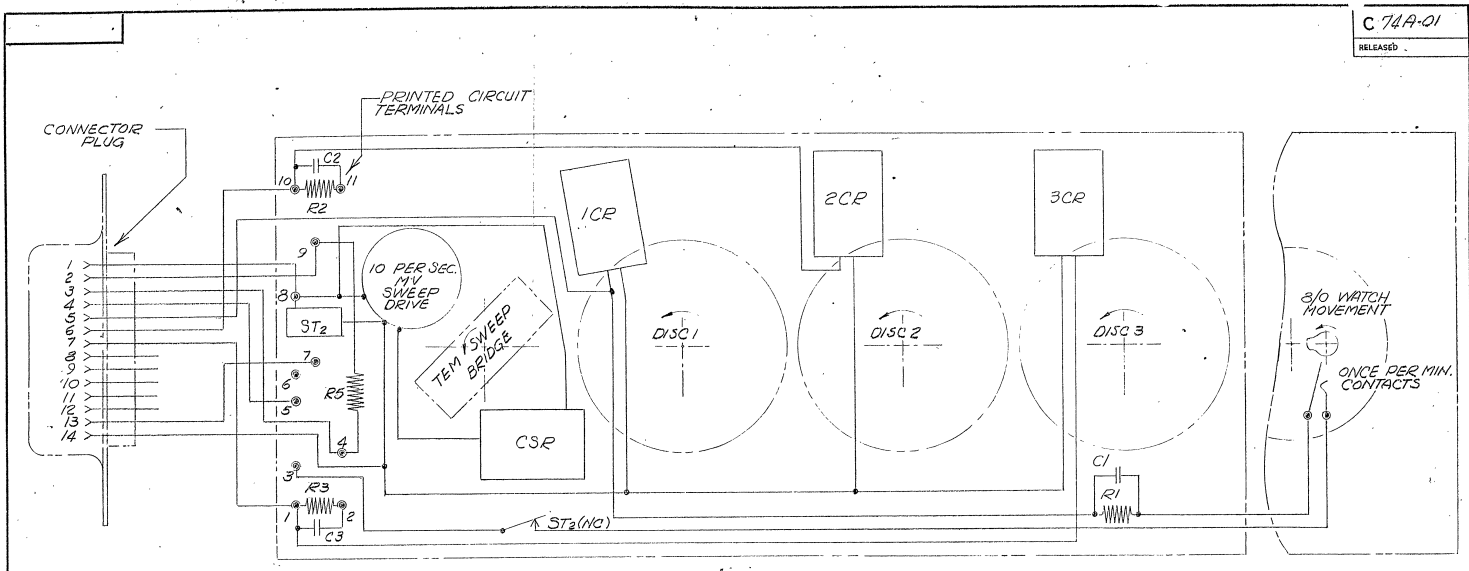 C 74A-01
RELEASED
PRINTED CIRCUIT
TERMINALS
CONNECTOR
PLUG
C2
10
11
R2
1CR
2CR
3CR
9
10 PER SEC.
MV
SWEEP
DRIVE
8
ST2
1
2
3
4
5
6
7
8
9
10
11
12
13
14
7
6
5
R5
4
3
TEM SWEEP
BRIDGE
CSR
DISC 1
DISC 2
DISC 3
8/0 WATCH
MOVEMENT
ONCE PER MIN.
CONTACTS
R3
1
2
C3
ST2(NC)
C1
R1